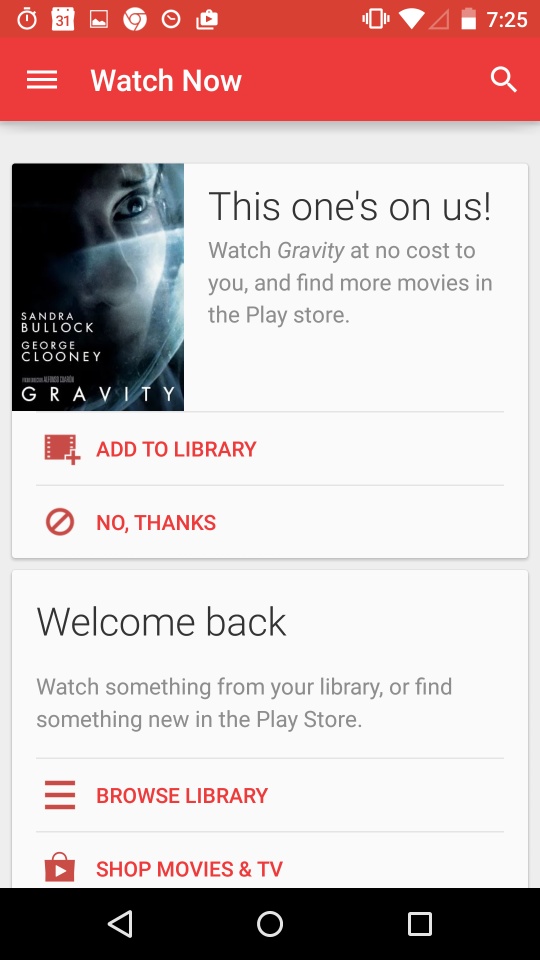 31
7:25
Watch Now
This one's on us!
Watch Gravity at no cost to
you, and find more movies in
the Play store.
SANDRA
BULLOCK
GEORGE
CLOONEY
GRAVITY
ADD TO LIBRARY
NO, THANKS
Welcome back
Watch something from your library, or find
something new in the Play Store.
BROWSE LIBRARY
SHOP MOVIES & TV